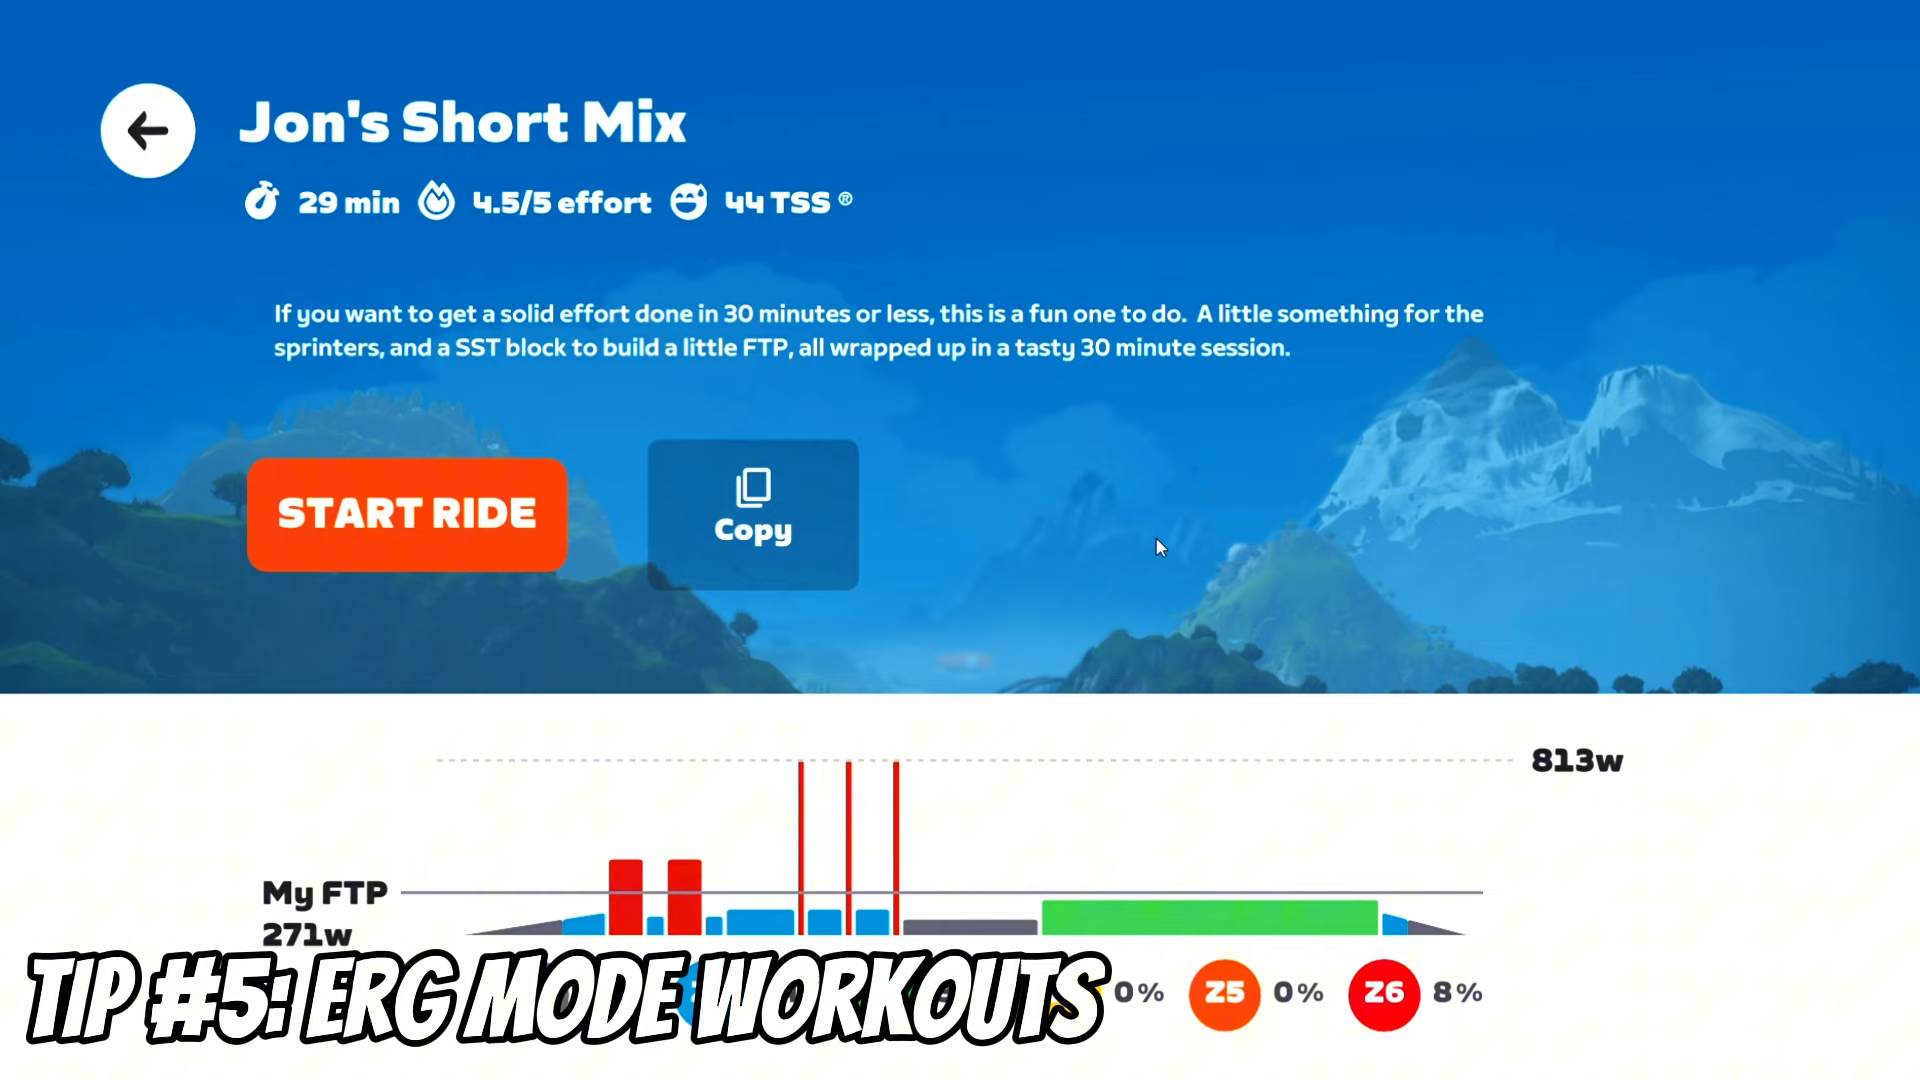 Jon's Short Mix
29 min 4.5/5 effort 44 TSS ®
If you want to get a solid effort done in 30 minutes or less, this is a fun one to do. A little something for the
sprinters, and a SST block to build a little FTP, all wrapped up in a tasty 30 minute session.
START RIDE
Copy
813w
My FTP
271w
TIP #5: ERG MODE WORKOUTS
0% Z5 0% Z6 8%